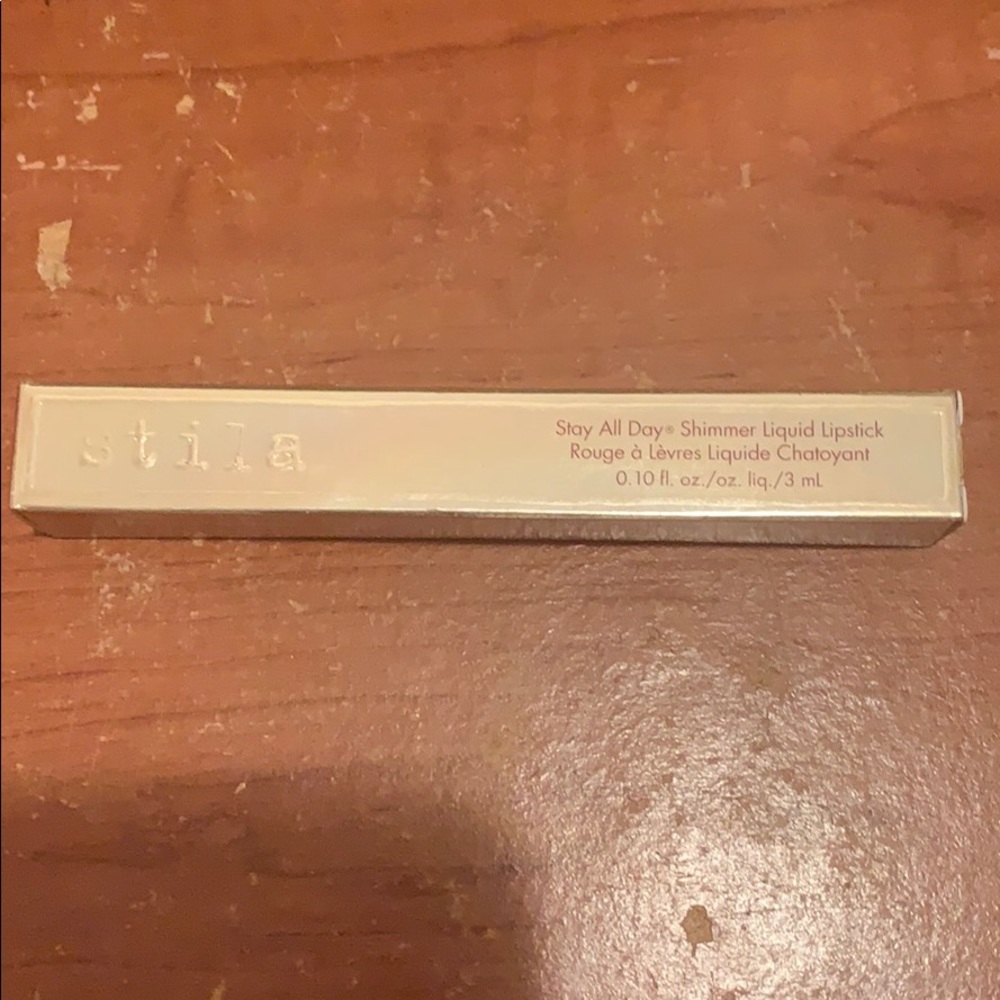 stila
Stay All Day® Shimmer Liquid Lipstick
Rouge à Lèvres Liquide Chatoyant
0.10 fl. oz./oz. liq./3 mL